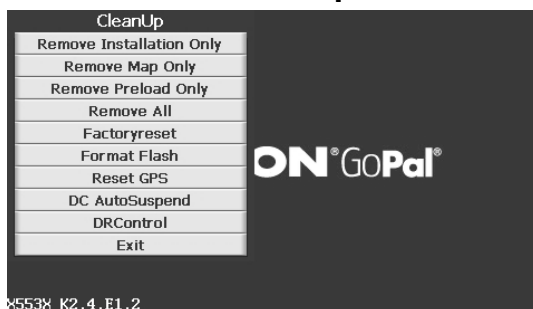 CleanUp
Remove Installation Only
Remove Map Only
Remove Preload Only
Remove All
Factoryreset
Format Flash
Reset GPS
DC AutoSuspend
DRControl
Exit
ON®GoPal®
X553X K2.4.E1.2